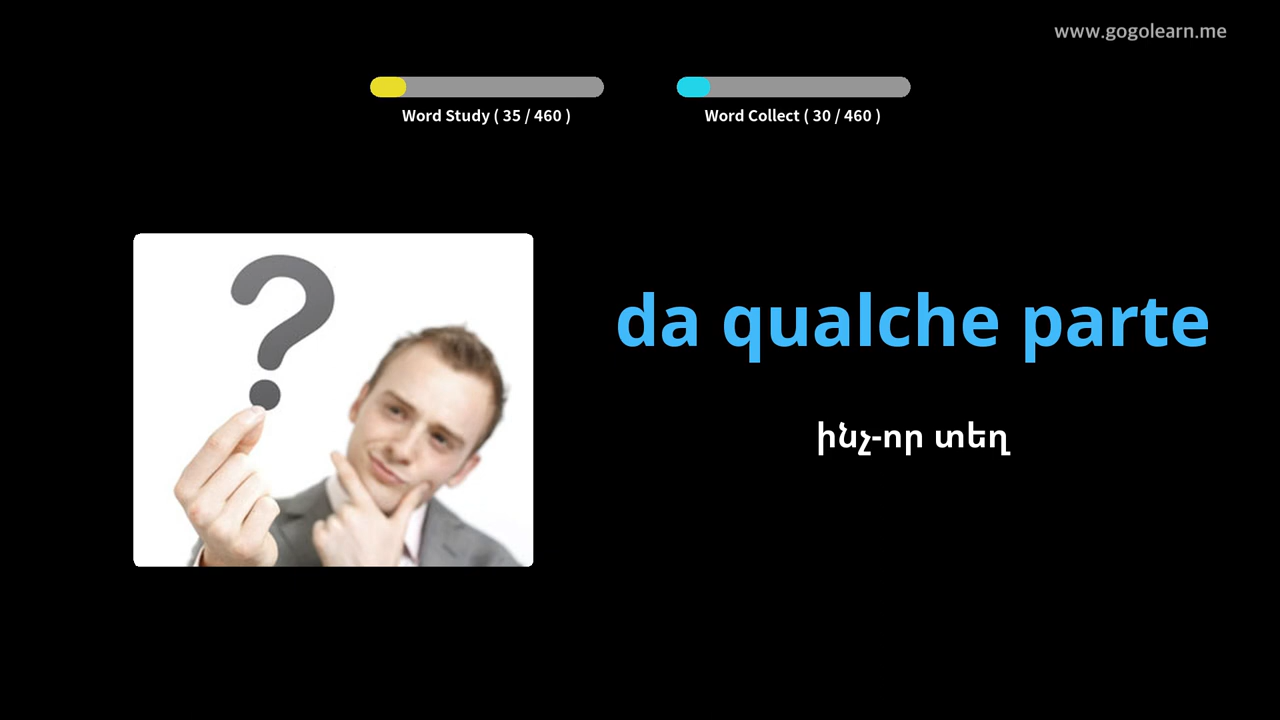 www.gogolearn.me
Word Study ( 35 / 460 )
Word Collect ( 30 / 460 )
da qualche parte
ինչ-որ տեղ